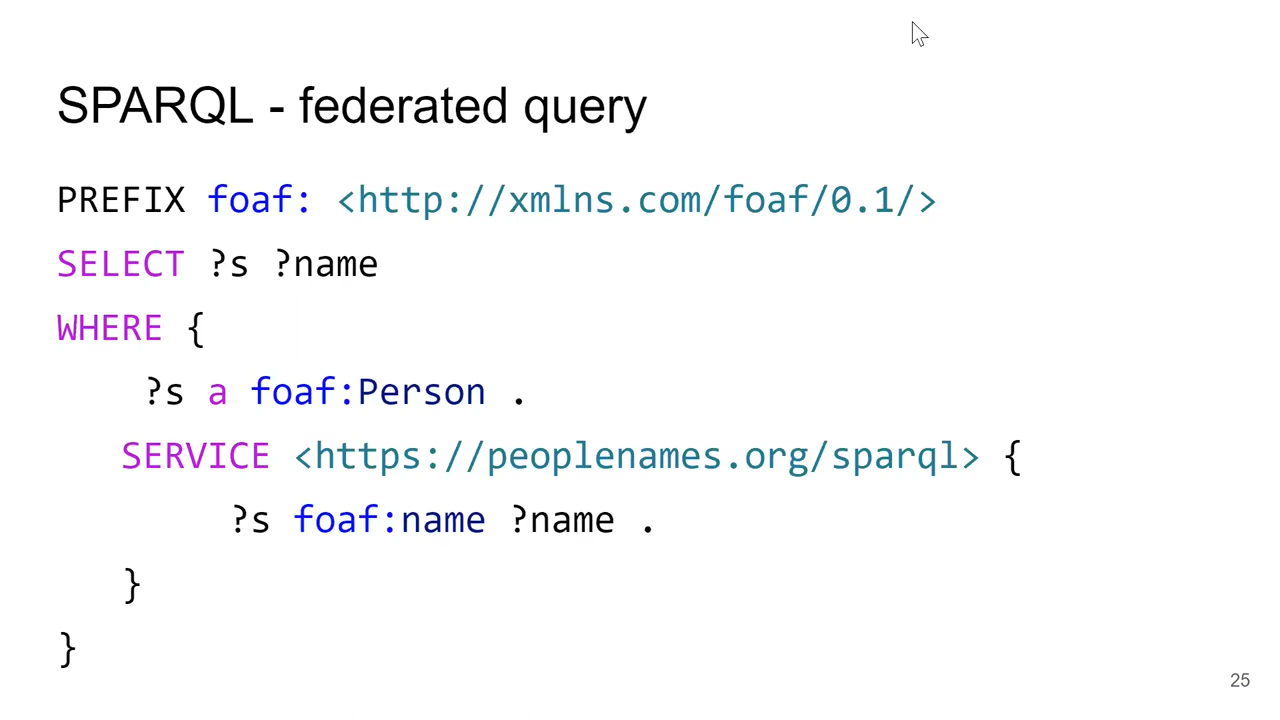 SPARQL - federated query
PREFIX foaf: <http://xmlns.com/foaf/0.1/>
SELECT ?s ?name
WHERE {
?s a foaf:Person .
SERVICE <https://peoplenames.org/sparql> {
?s foaf:name ?name .
}
}
25